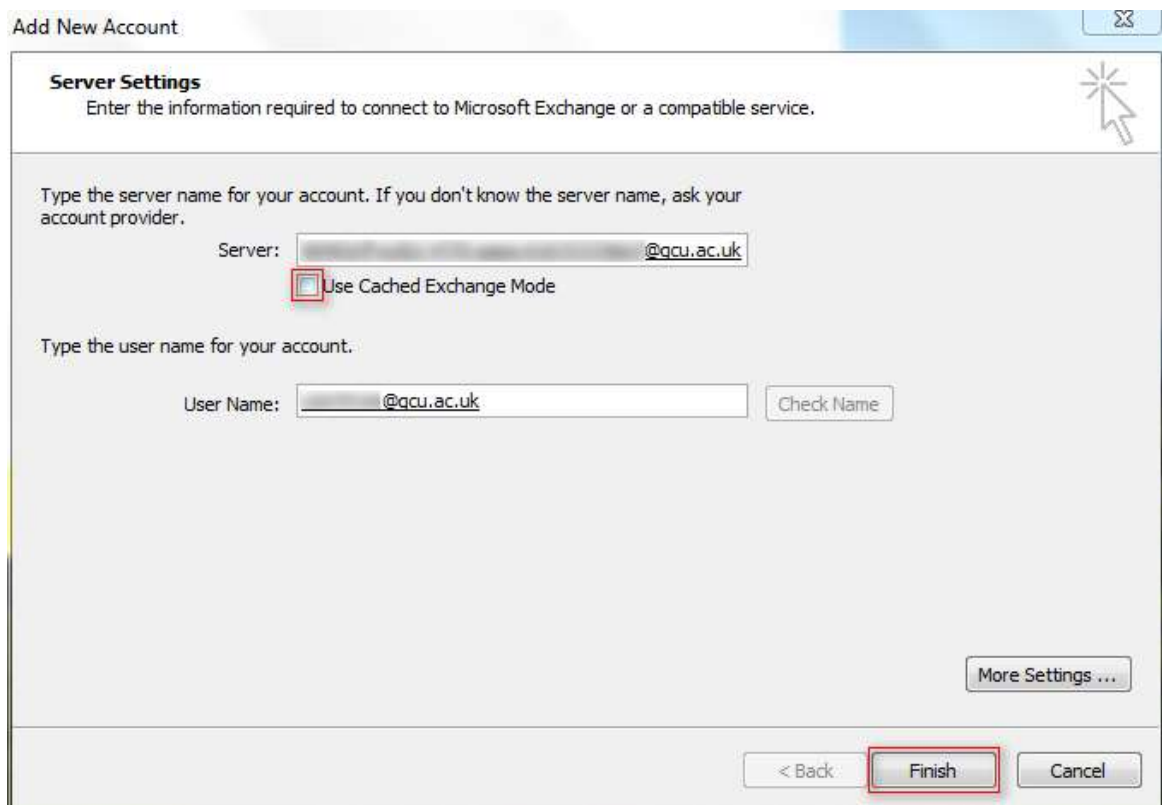 Add New Account
Server Settings
Enter the information required to connect to Microsoft Exchange or a compatible service.
Type the server name for your account. If you don't know the server name, ask your
account provider.
Server: @gcu.ac.uk
Use Cached Exchange Mode
Type the user name for your account.
User Name: @gcu.ac.uk Check Name
More Settings ...
< Back Finish Cancel